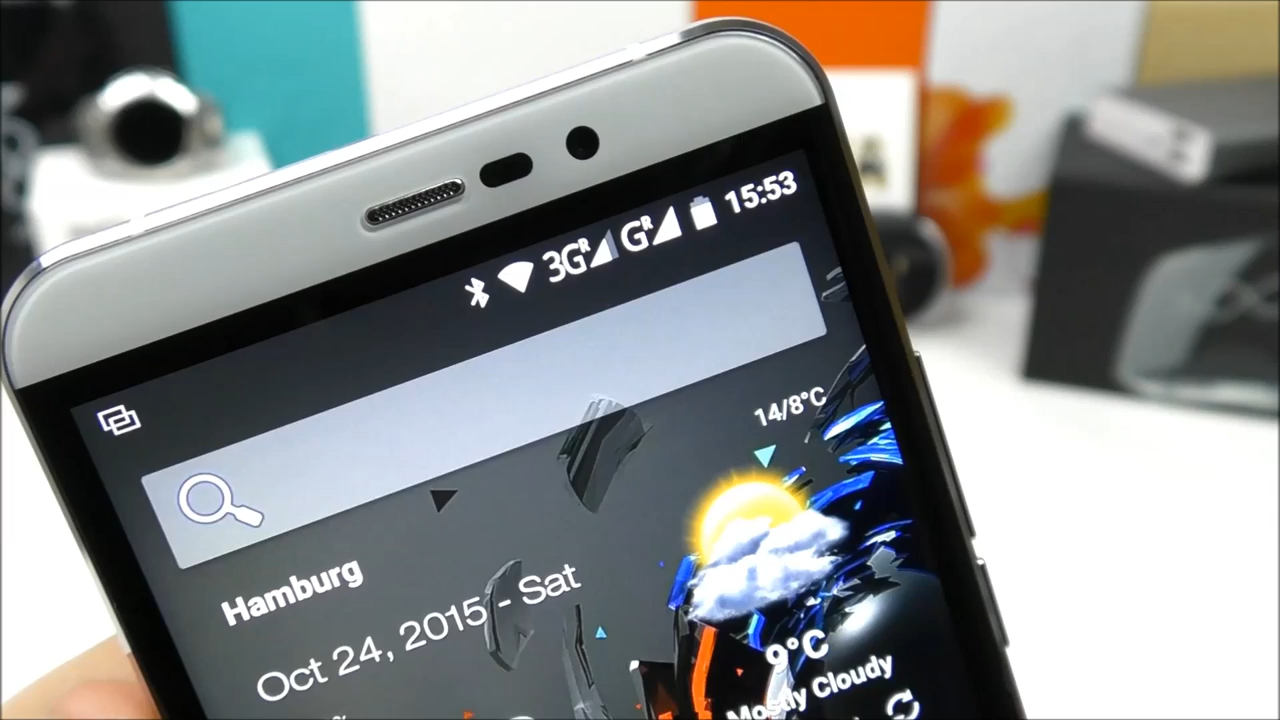 3G R G R 15:53
14/8°C
Hamburg
Oct 24, 2015 - Sat
9°C
Mostly Cloudy